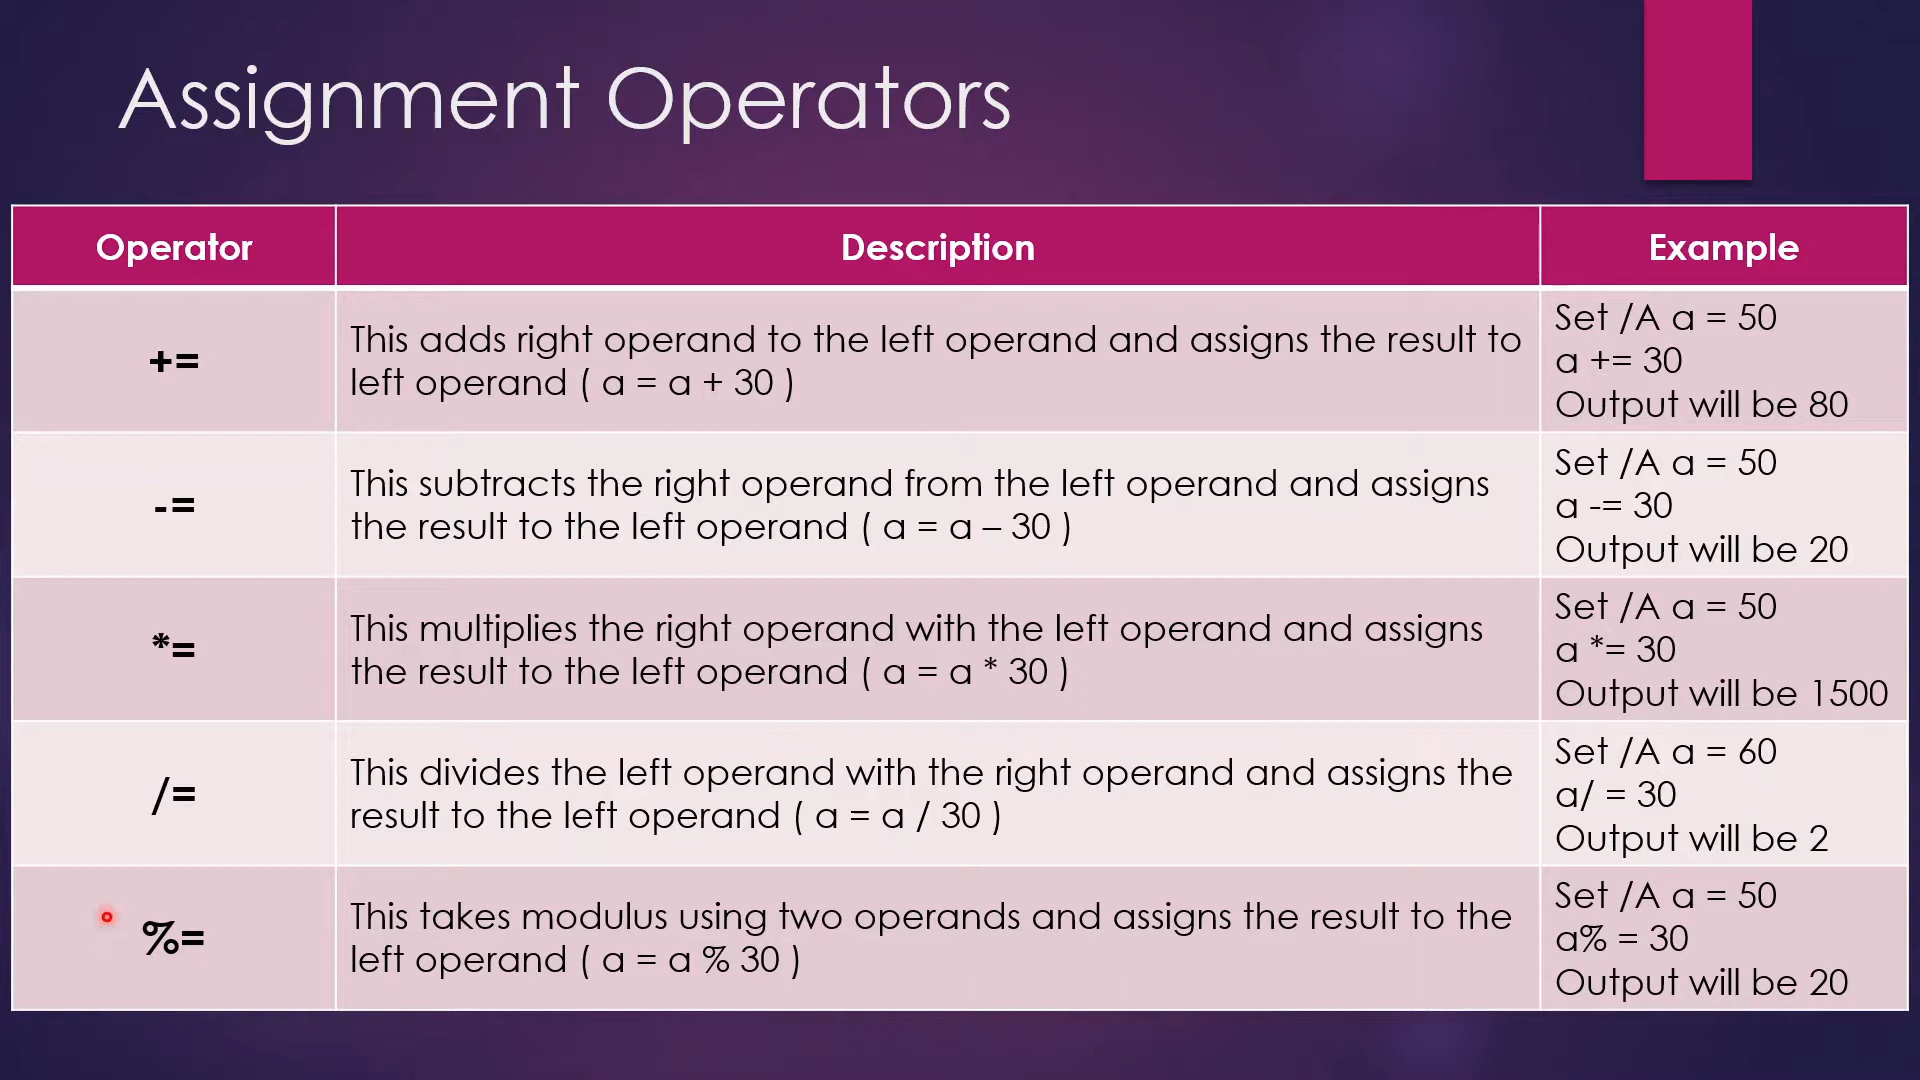 Assignment Operators
Operator
Description
Example
+=
This adds right operand to the left operand and assigns the result to
left operand ( a = a + 30 )
Set /A a = 50
a += 30
Output will be 80
-=
This subtracts the right operand from the left operand and assigns
the result to the left operand ( a = a – 30 )
Set /A a = 50
a -= 30
Output will be 20
*=
This multiplies the right operand with the left operand and assigns
the result to the left operand ( a = a * 30 )
Set /A a = 50
a *= 30
Output will be 1500
/=
This divides the left operand with the right operand and assigns the
result to the left operand ( a = a / 30 )
Set /A a = 60
a/ = 30
Output will be 2
%=
This takes modulus using two operands and assigns the result to the
left operand ( a = a % 30 )
Set /A a = 50
a% = 30
Output will be 20